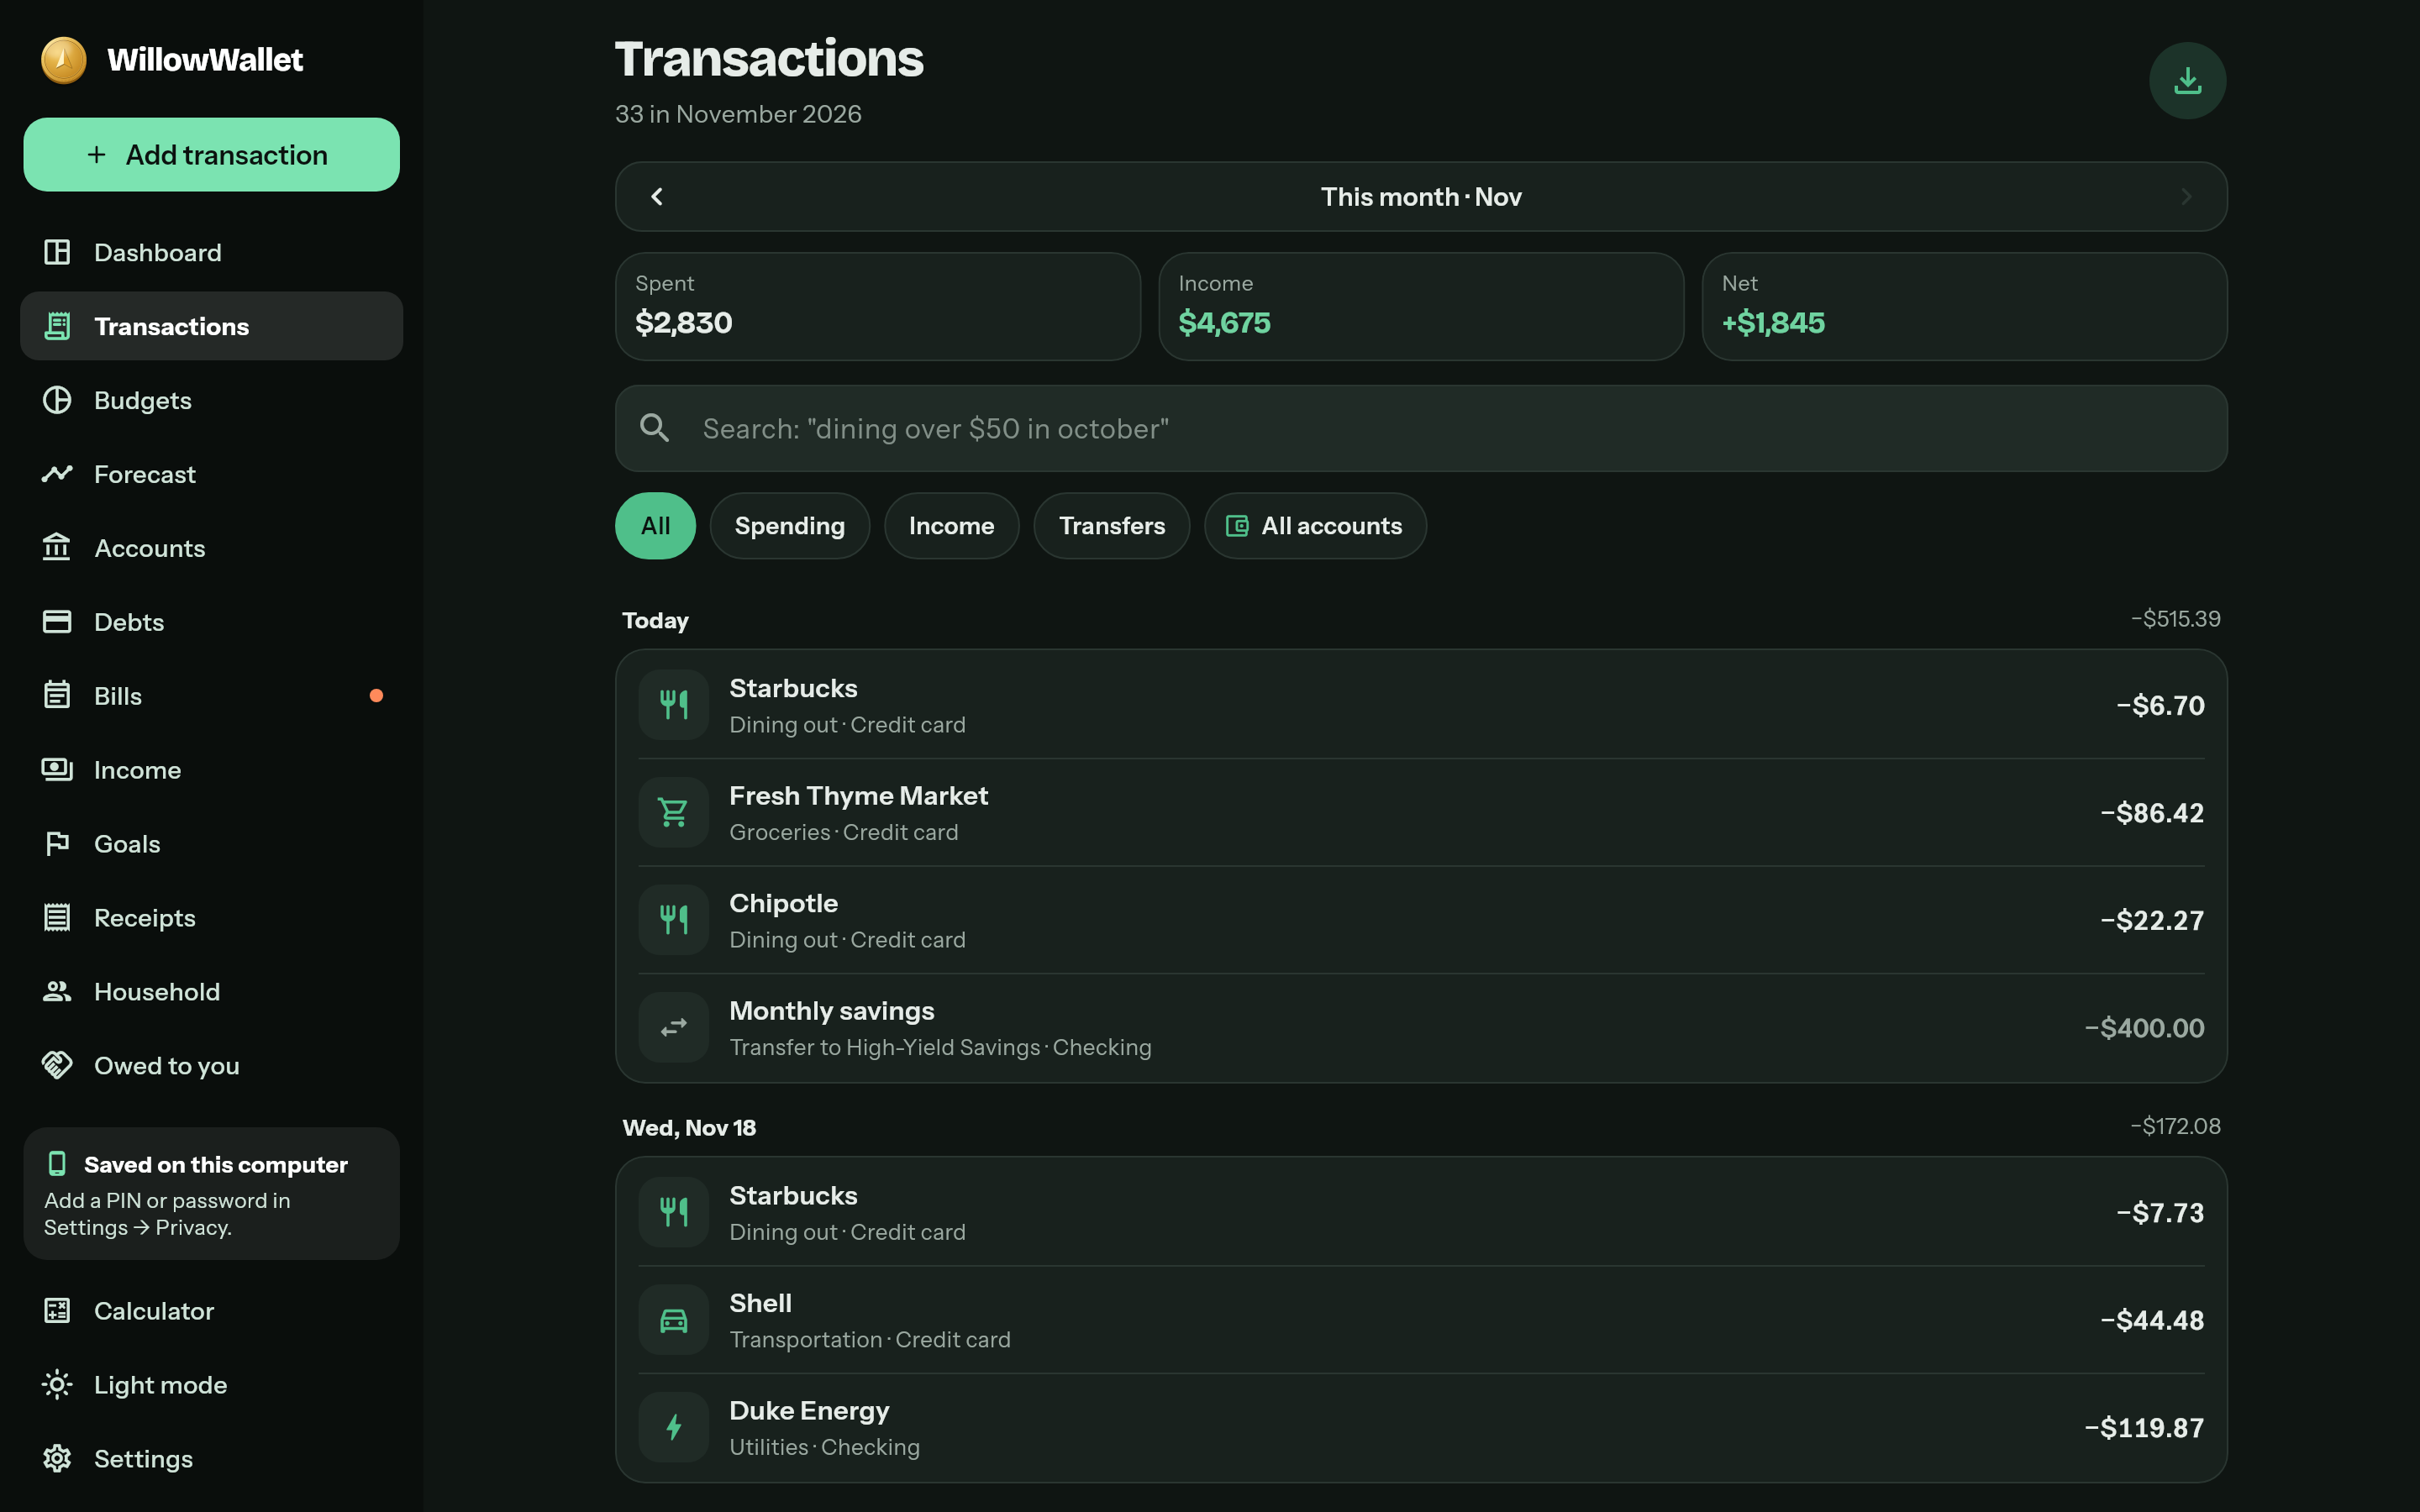 WillowWallet
Add transaction
Dashboard
Transactions
Budgets
Forecast
Accounts
Debts
Bills
Income
Goals
Receipts
Household
Owed to you
Saved on this computer
Add a PIN or password in
Settings → Privacy.
Calculator
Light mode
Settings
Transactions
33 in November 2026
This month · Nov
Spent
$2,830
Income
$4,675
Net
+$1,845
Search: "dining over $50 in october"
All
Spending
Income
Transfers
All accounts
Today
−$515.39
Starbucks
Dining out · Credit card
−$6.70
Fresh Thyme Market
Groceries · Credit card
−$86.42
Chipotle
Dining out · Credit card
−$22.27
Monthly savings
Transfer to High-Yield Savings · Checking
−$400.00
Wed, Nov 18
−$172.08
Starbucks
Dining out · Credit card
−$7.73
Shell
Transportation · Credit card
−$44.48
Duke Energy
Utilities · Checking
−$119.87